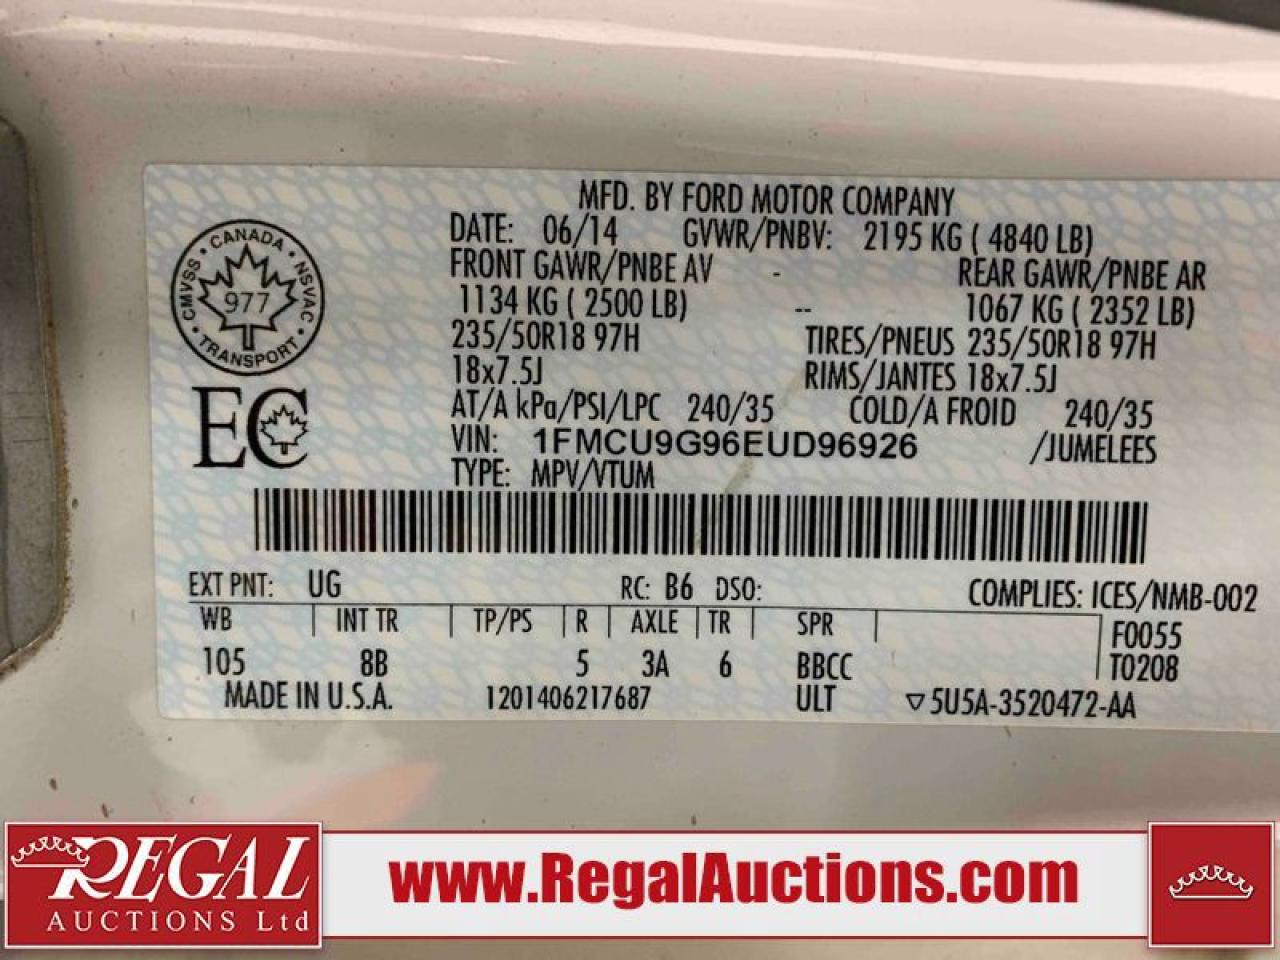 MFD. BY FORD MOTOR COMPANY
DATE: 06/14 GVWR/PNBV: 2195 KG ( 4840 LB)
FRONT GAWR/PNBE AV - REAR GAWR/PNBE AR
1134 KG ( 2500 LB) -- 1067 KG ( 2352 LB)
235/50R18 97H TIRES/PNEUS 235/50R18 97H
18x7.5J RIMS/JANTES 18x7.5J
AT/A kPa/PSI/LPC 240/35 COLD/A FROID 240/35
VIN: 1FMCU9G96EUD96926 /JUMELEES
TYPE: MPV/VTUM
CANADA
CMVSS • NSVAC
977
TRANSPORT
EC
EXT PNT: UG RC: B6 DSO: COMPLIES: ICES/NMB-002
WB | INT TR | TP/PS | R | AXLE | TR | SPR | F0055
105 8B 5 3A 6 BBCC T0208
MADE IN U.S.A. 1201406217687 ULT ▽5U5A-3520472-AA
REGAL
AUCTIONS Ltd
www.RegalAuctions.com